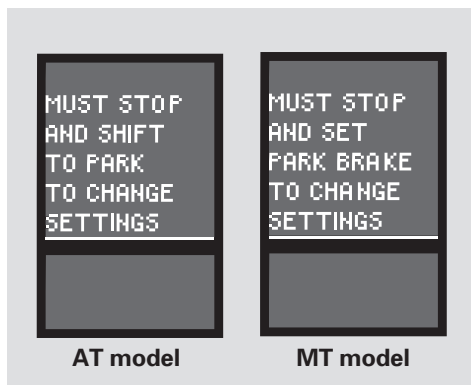 MUST STOP
AND SHIFT
TO PARK
TO CHANGE
SETTINGS
MUST STOP
AND SET
PARK BRAKE
TO CHANGE
SETTINGS
AT model
MT model